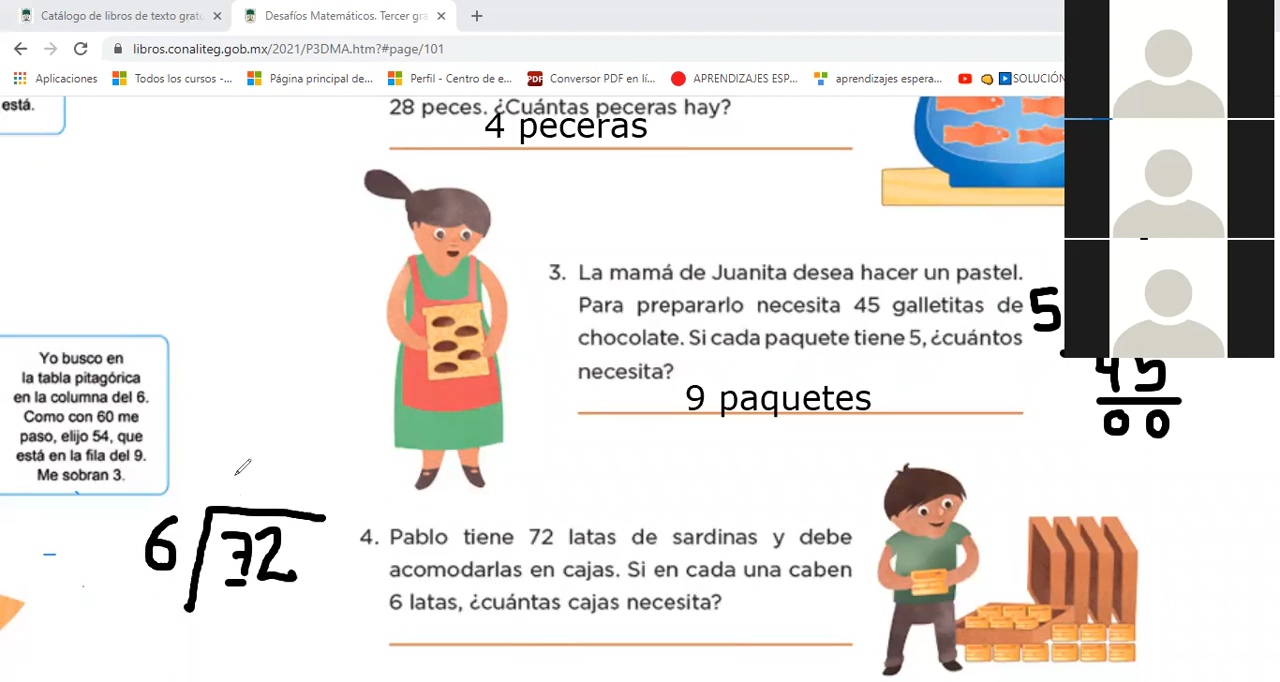 Catálogo de libros de texto grat
Desafíos Matemáticos. Tercer gra
libros.conaliteg.gob.mx/2021/P3DMA.htm?#page/101
Aplicaciones
Todos los cursos -...
Página principal de...
Perfil - Centro de e...
PDF Conversor PDF en lí...
APRENDIZAJES ESP...
aprendizajes espera...
SOLUCIÓN
está.
28 peces. ¿Cuántas peceras hay?
4 peceras
3. La mamá de Juanita desea hacer un pastel.
Para prepararlo necesita 45 galletitas de
chocolate. Si cada paquete tiene 5, ¿cuántos
necesita?
9 paquetes
5
45
00
Yo busco en
la tabla pitagórica
en la columna del 6.
Como con 60 me
paso, elijo 54, que
está en la fila del 9.
Me sobran 3.
6 72
4. Pablo tiene 72 latas de sardinas y debe
acomodarlas en cajas. Si en cada una caben
6 latas, ¿cuántas cajas necesita?